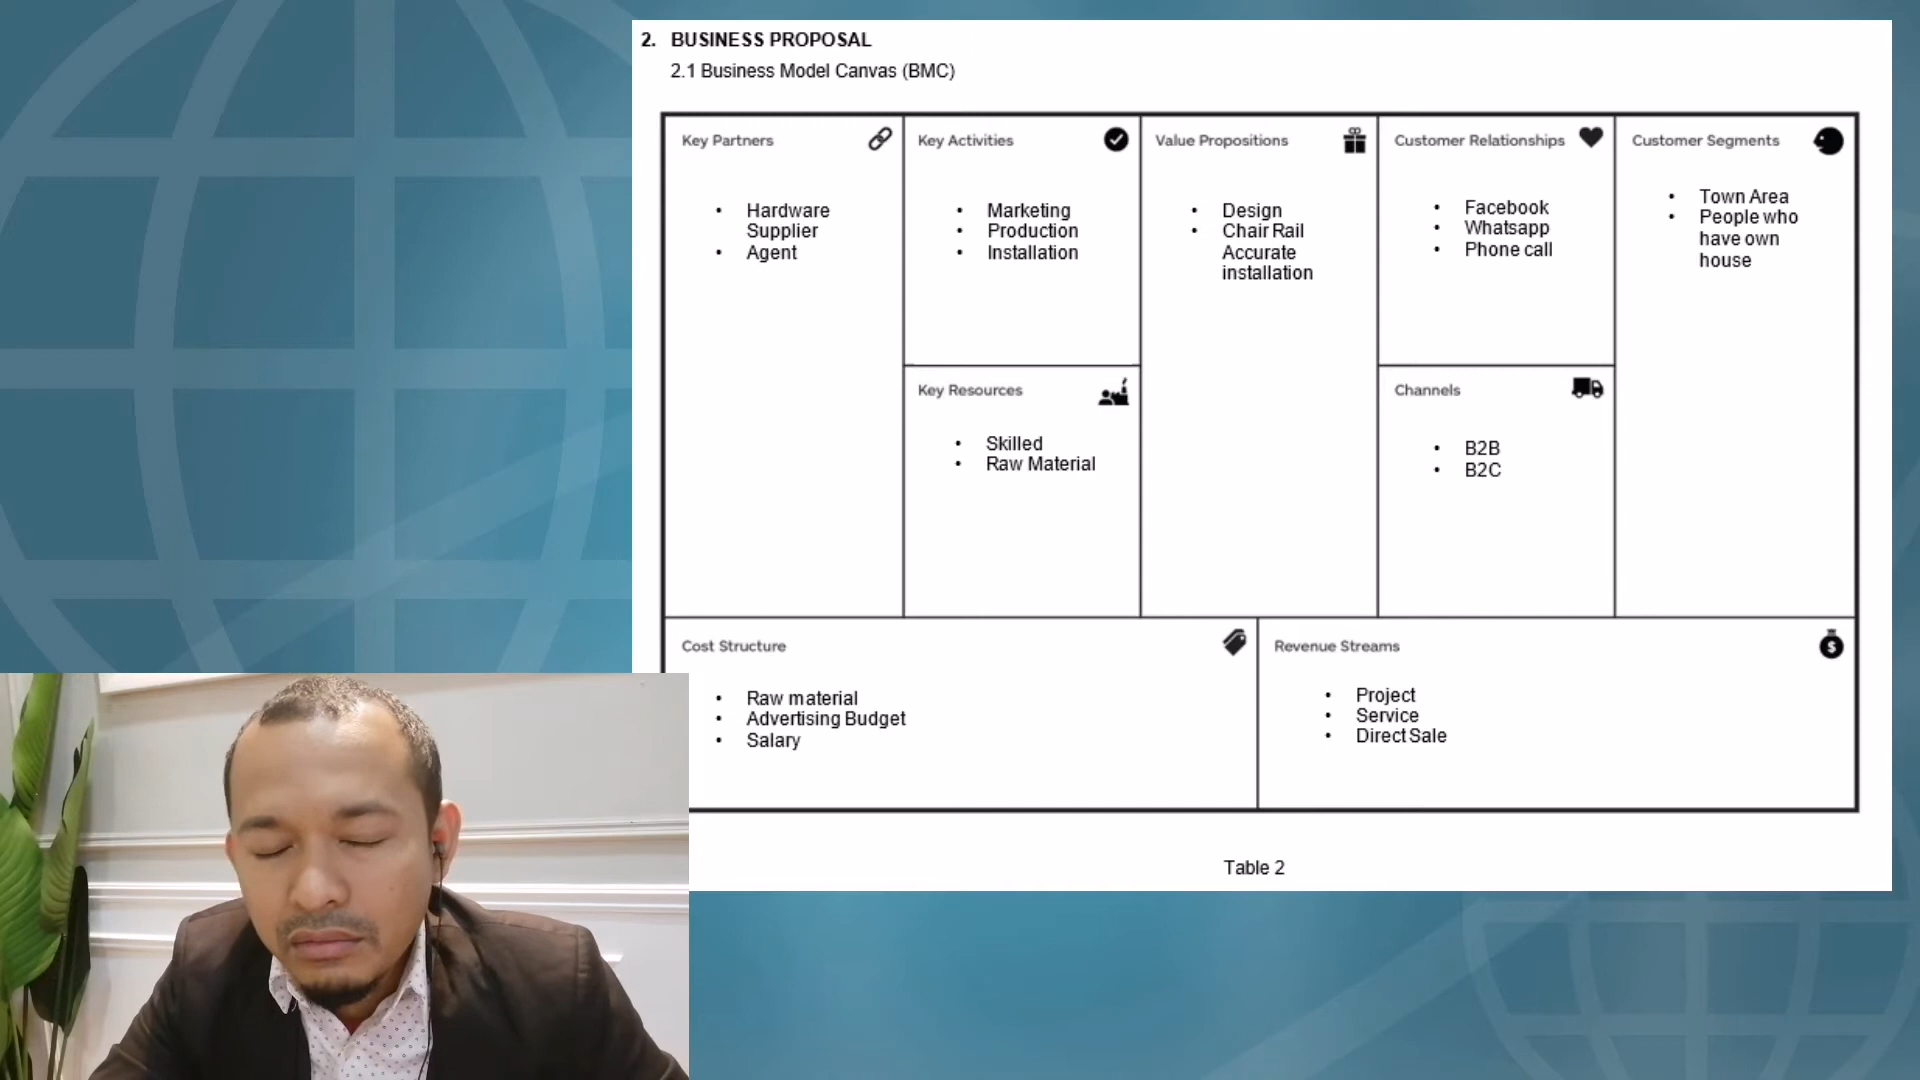 2. BUSINESS PROPOSAL
2.1 Business Model Canvas (BMC)
Key Partners
• Hardware
Supplier
• Agent
Key Activities
• Marketing
• Production
• Installation
Key Resources
• Skilled
• Raw Material
Value Propositions
• Design
• Chair Rail
Accurate
installation
Customer Relationships
• Facebook
• Whatsapp
• Phone call
Channels
• B2B
• B2C
Customer Segments
• Town Area
• People who
have own
house
Cost Structure
• Raw material
• Advertising Budget
• Salary
Revenue Streams
$
• Project
• Service
• Direct Sale
Table 2